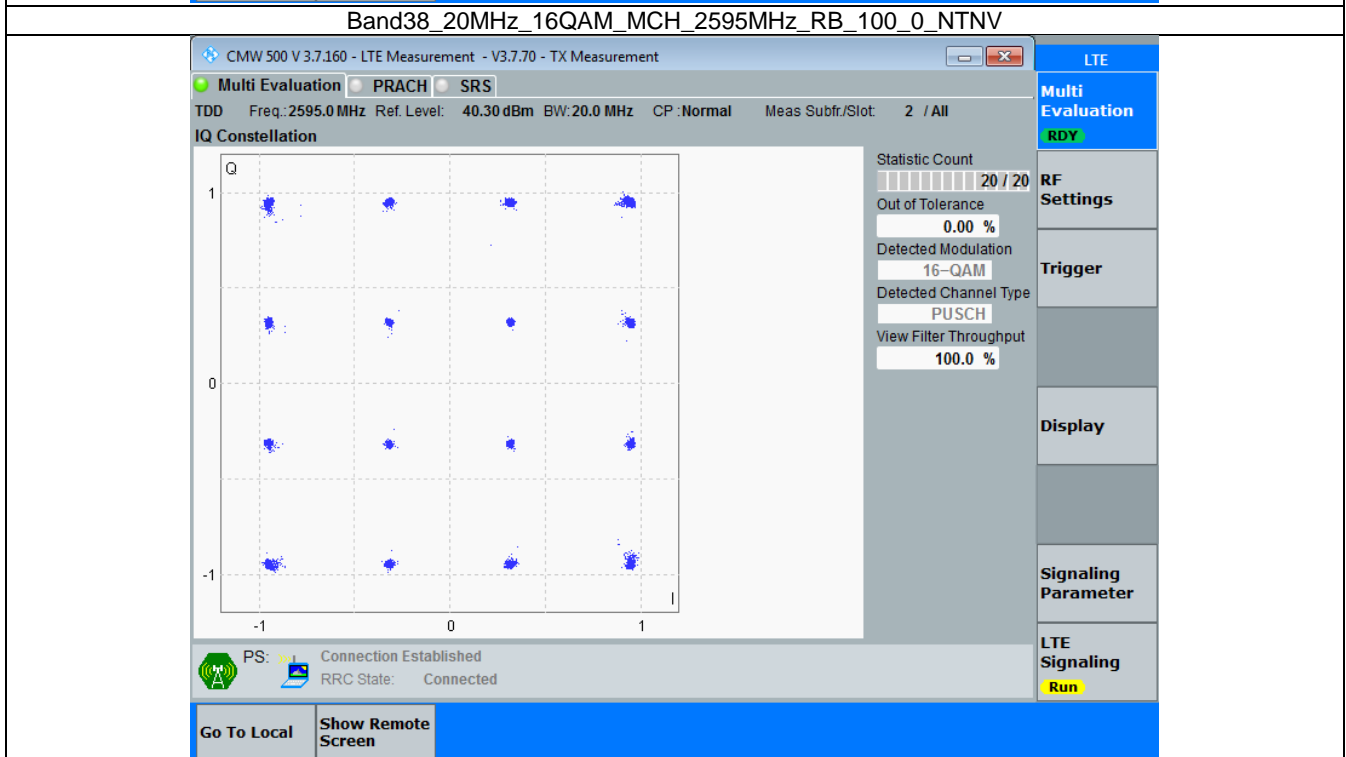 Band38_20MHz_16QAM_MCH_2595MHz_RB_100_0_NTNV
CMW 500 V 3.7.160 - LTE Measurement - V3.7.70 - TX Measurement
LTE
Multi Evaluation PRACH SRS
Multi
Evaluation
RDY
TDD Freq.: 2595.0 MHz Ref. Level: 40.30 dBm BW: 20.0 MHz CP : Normal Meas Subfr./Slot: 2 / All
IQ Constellation
Q
1
0
-1
-1 0 1
I
Statistic Count
20 / 20
Out of Tolerance
0.00 %
Detected Modulation
16-QAM
Detected Channel Type
PUSCH
View Filter Throughput
100.0 %
RF
Settings
Trigger
Display
Signaling
Parameter
LTE
Signaling
Run
PS: Connection Established
RRC State: Connected
Go To Local
Show Remote
Screen